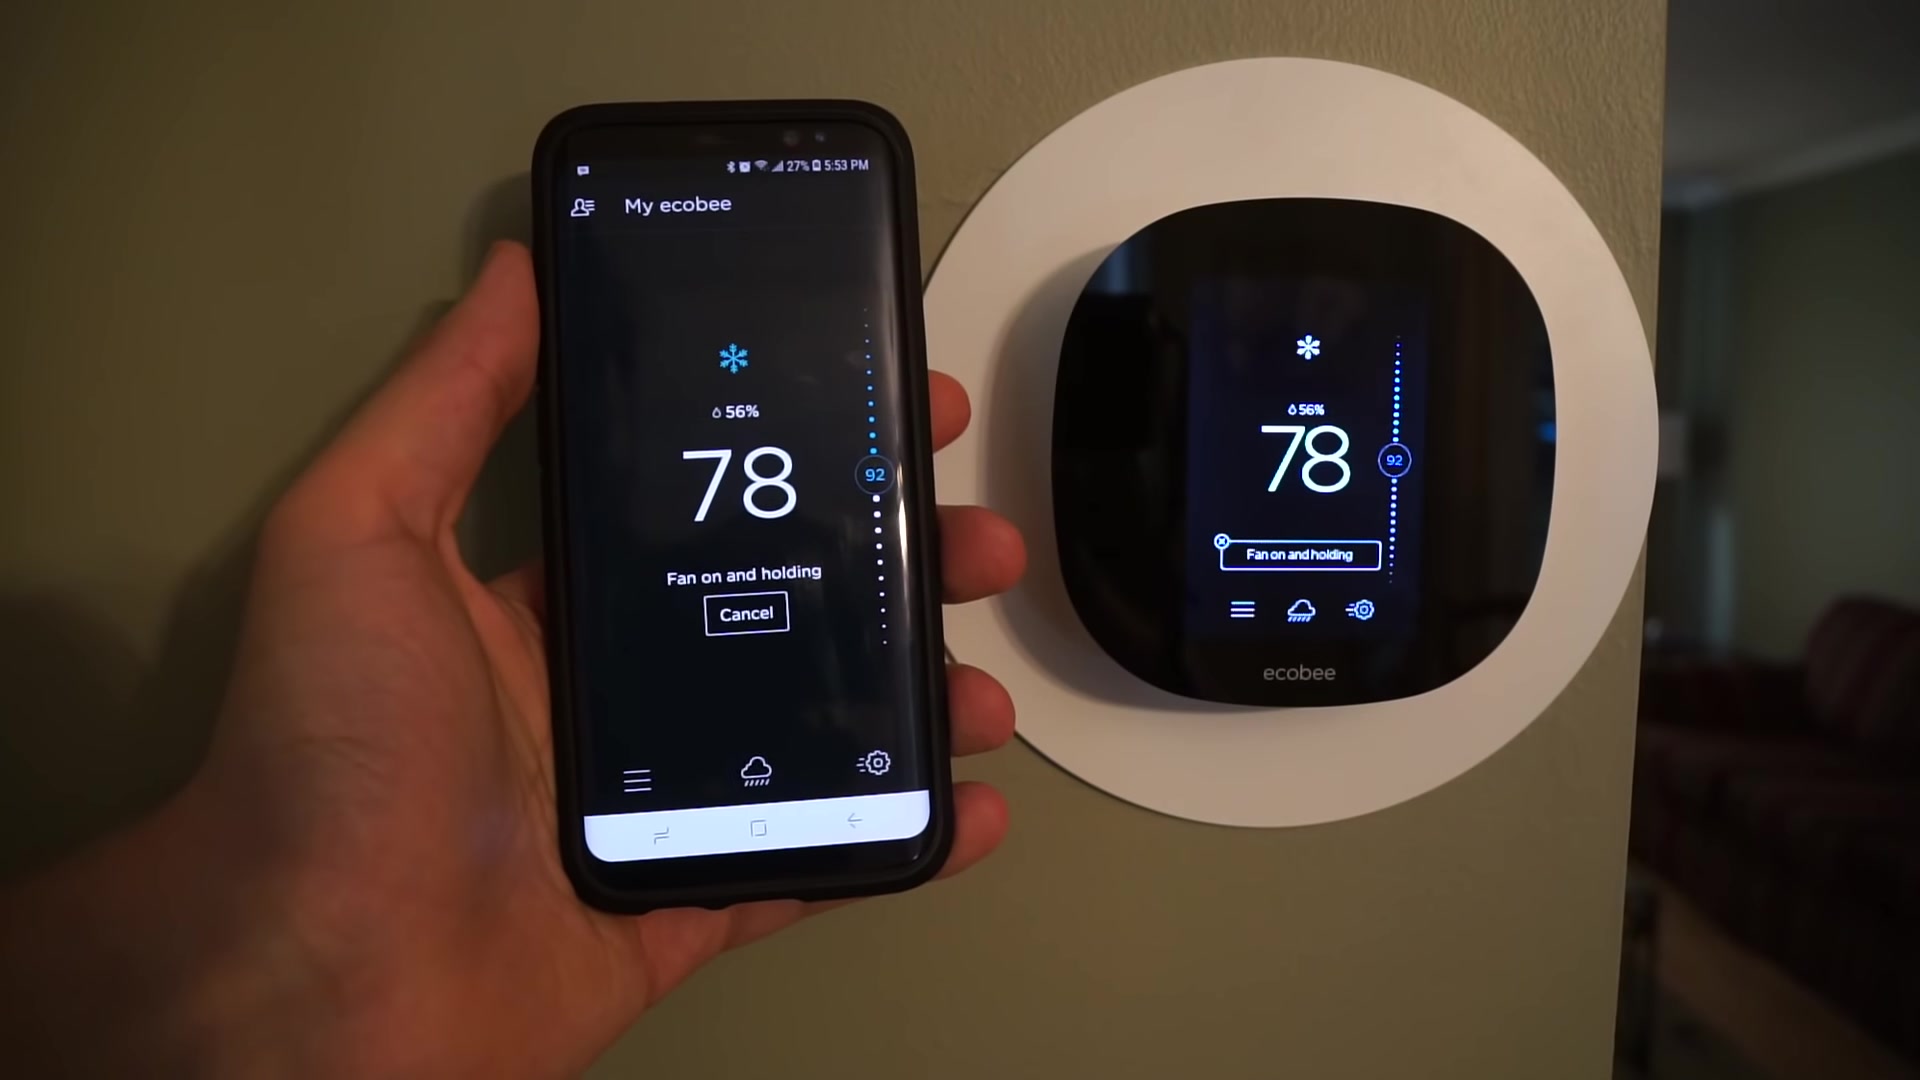 27% 5:53 PM
My ecobee
56%
78
92
Fan on and holding
Cancel
56%
78
92
Fan on and holding
ecobee